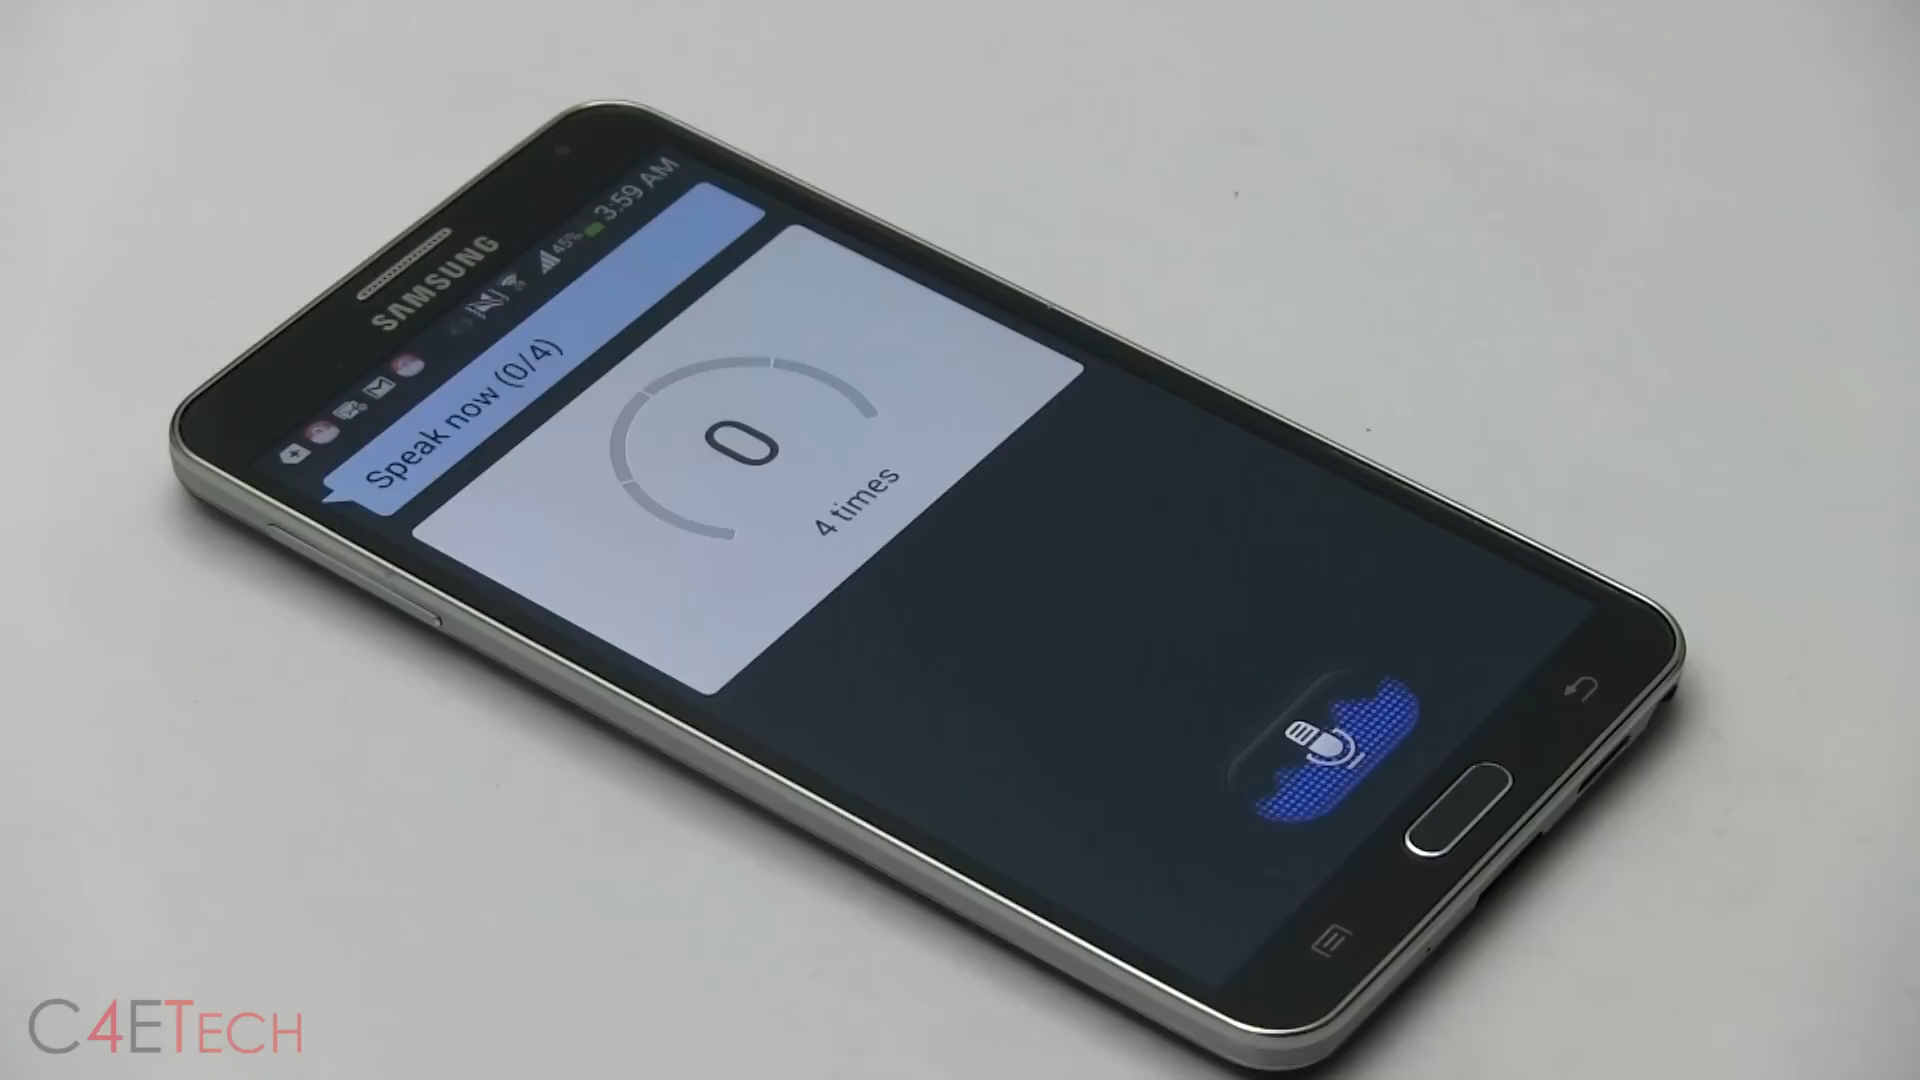 SAMSUNG
45% 3:59 AM
Speak now (0/4)
0
4 times
C4ETECH